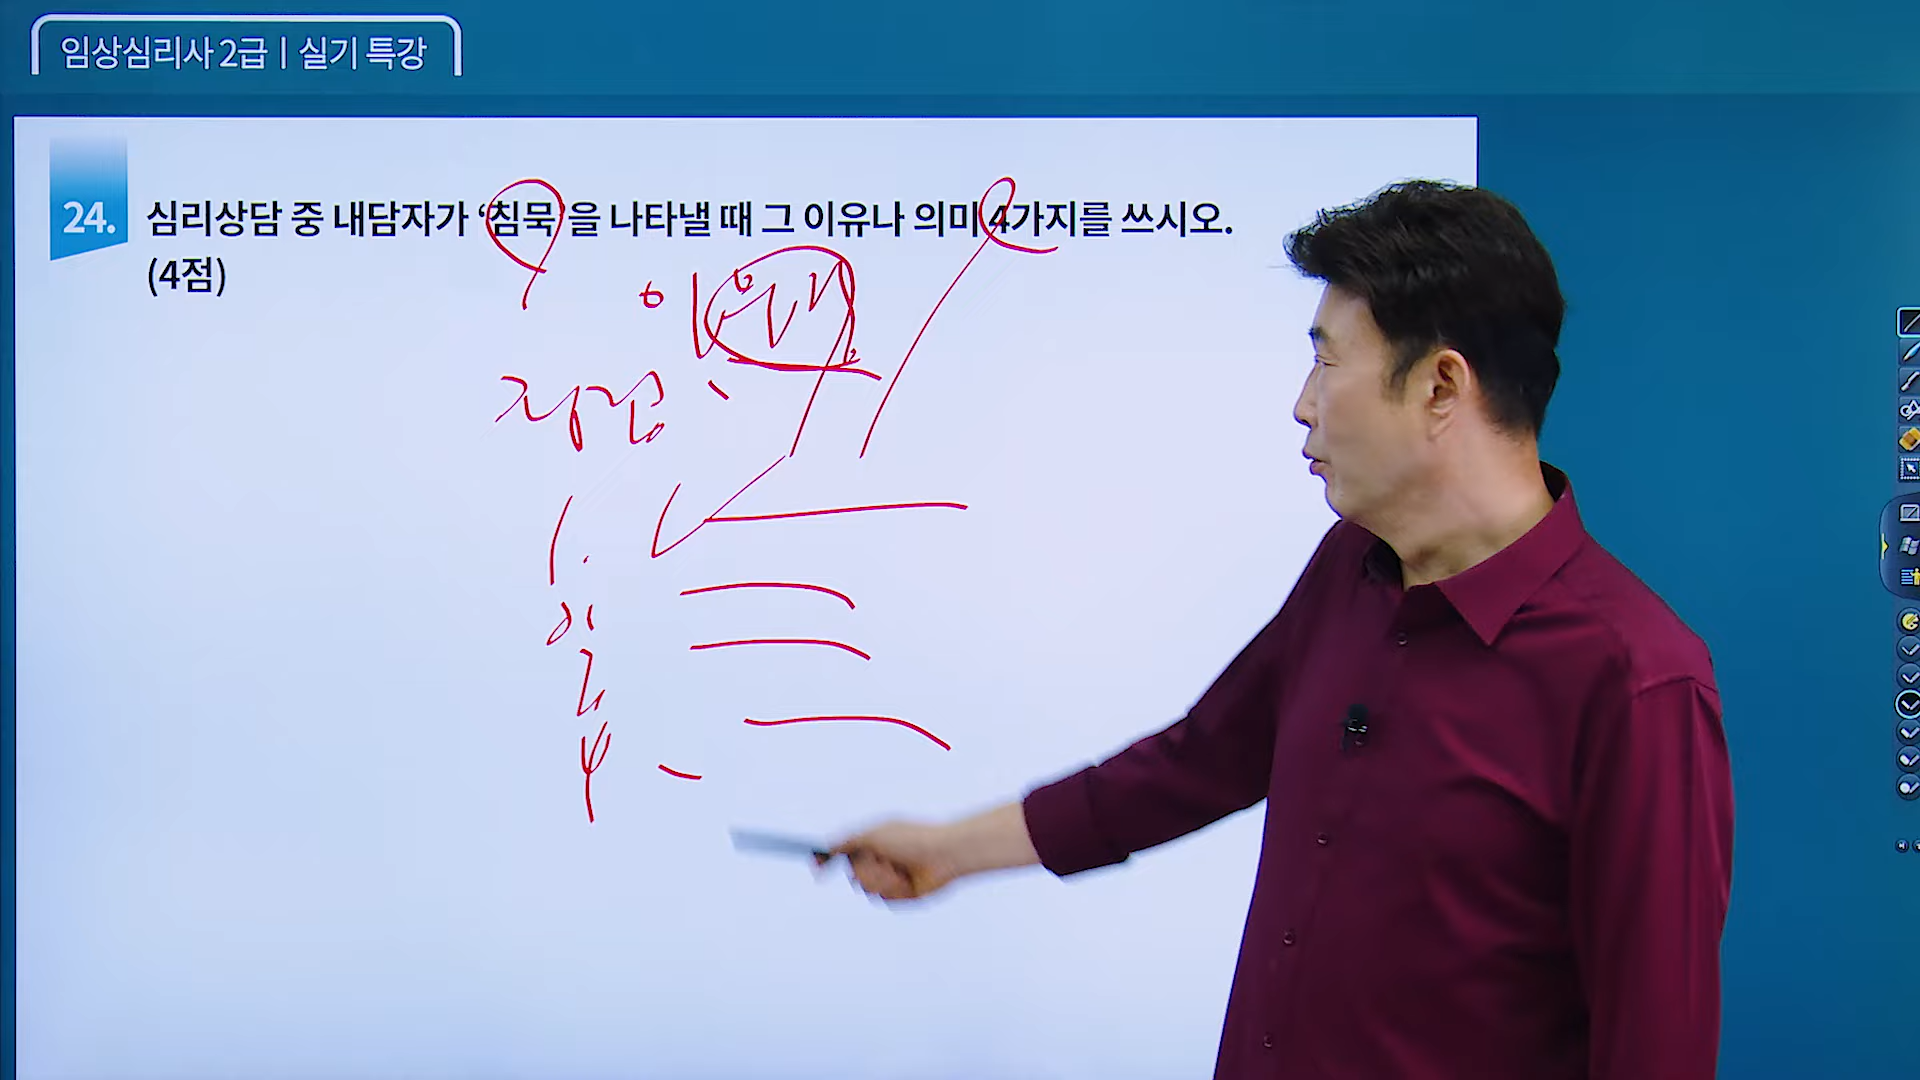 임상심리사 2급 | 실기 특강
24. 심리상담 중 내담자가 ‘침묵’을 나타낼 때 그 이유나 의미 4가지를 쓰시오.
(4점)
1.
4